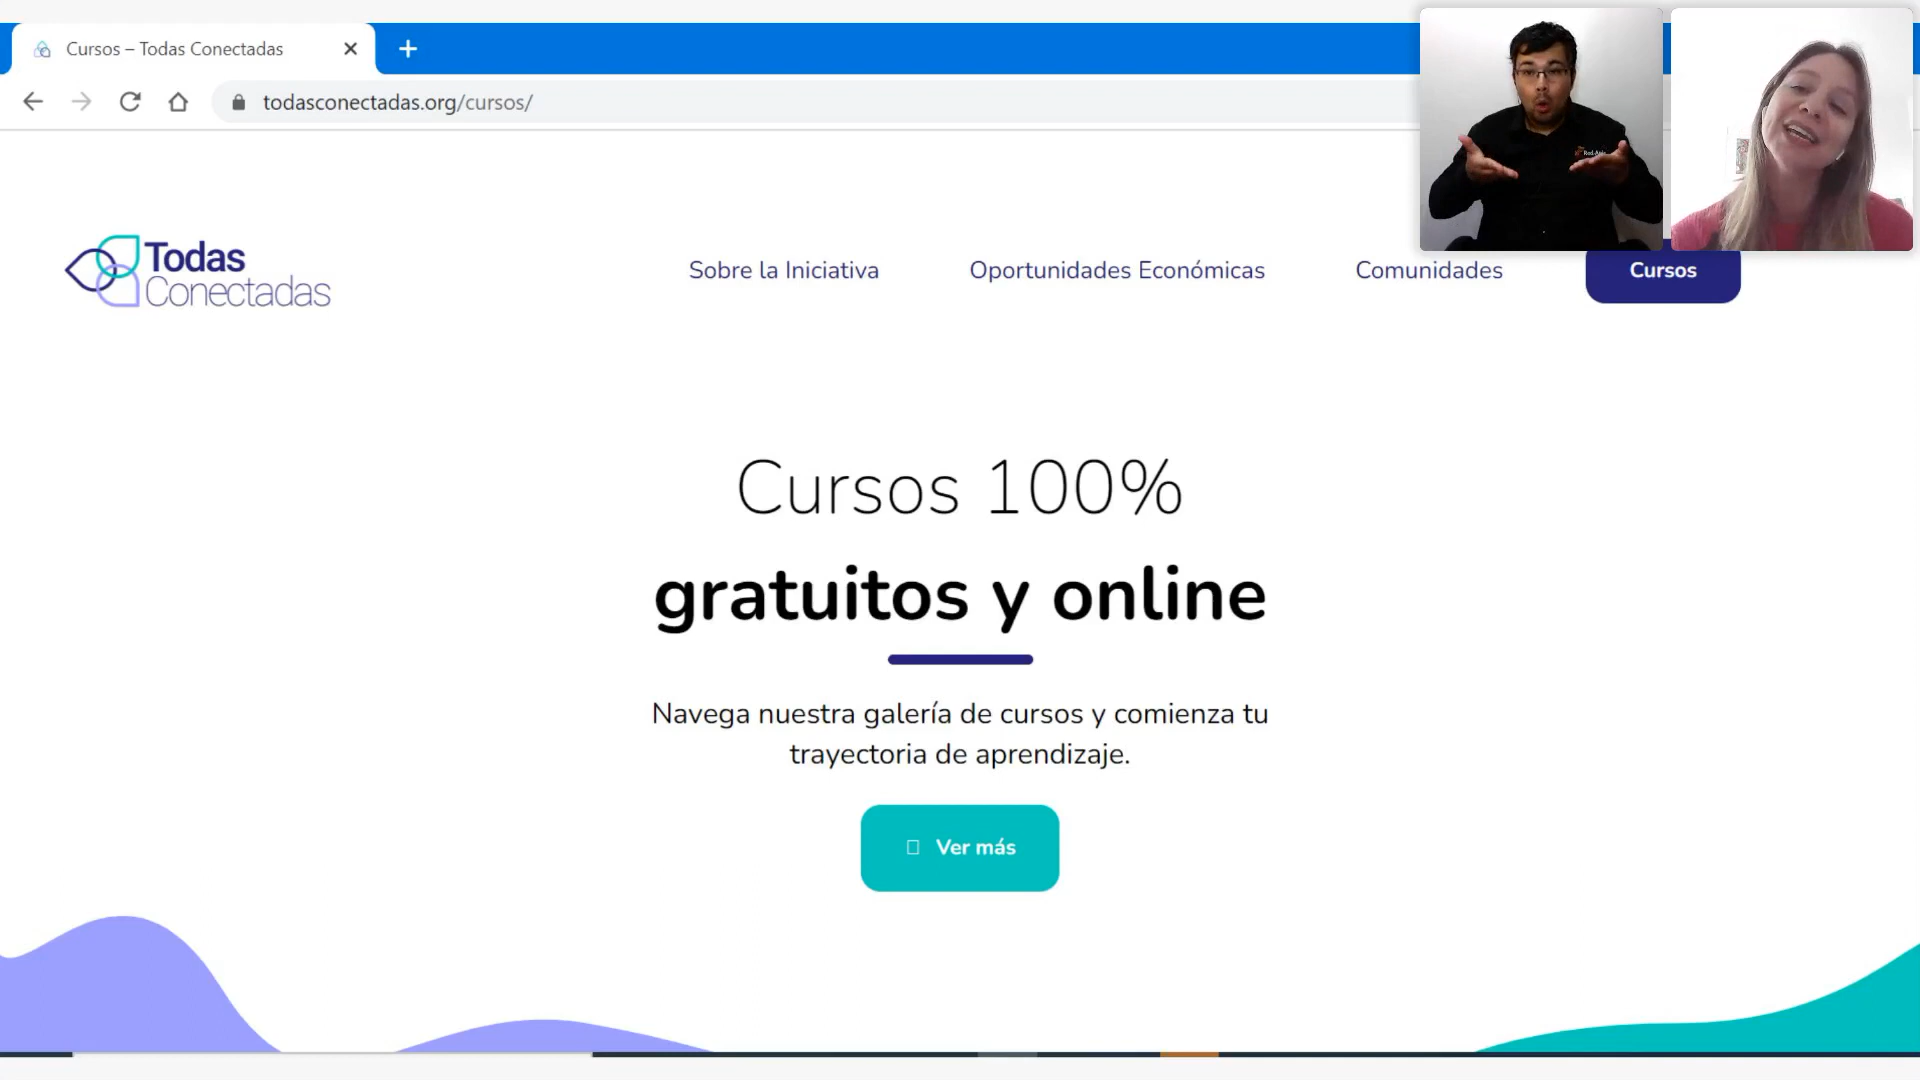 Cursos – Todas Conectadas
todasconectadas.org/cursos/
Todas
Conectadas
Sobre la Iniciativa
Oportunidades Económicas
Comunidades
Cursos
Cursos 100%
gratuitos y online
Navega nuestra galería de cursos y comienza tu
trayectoria de aprendizaje.
Ver más